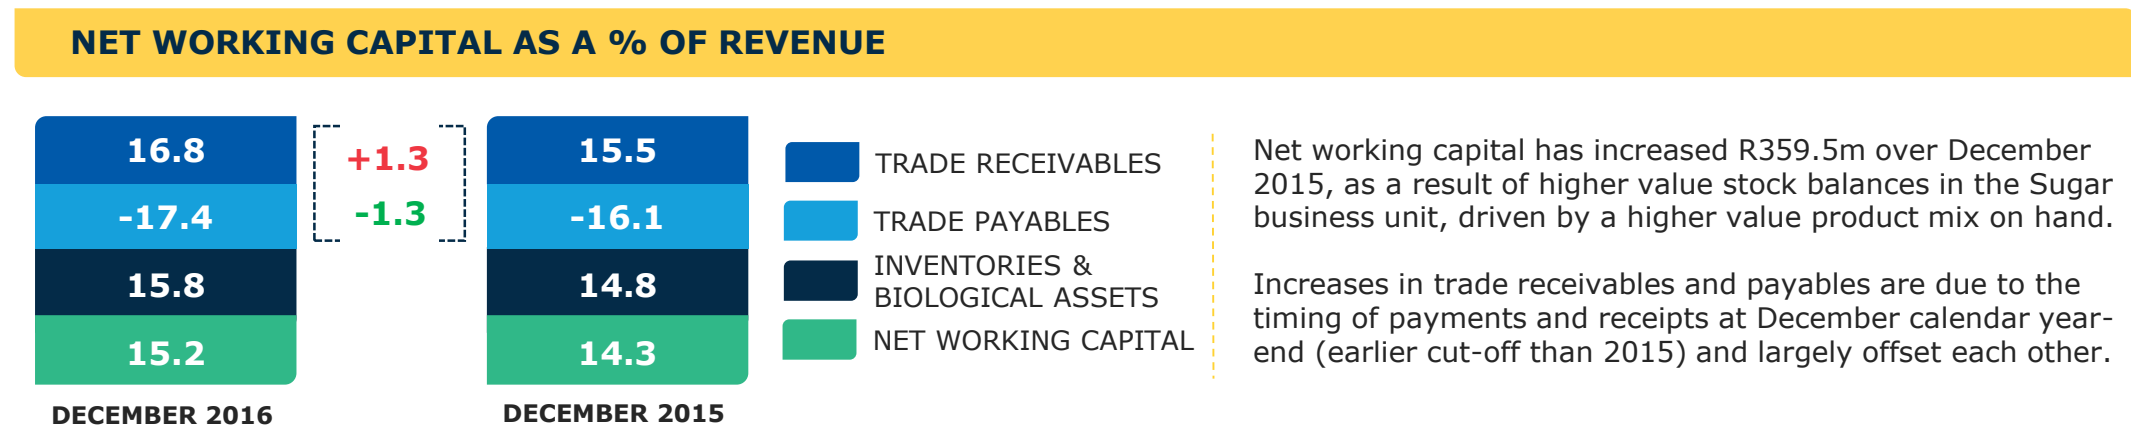 NET WORKING CAPITAL AS A % OF REVENUE
16.8
-17.4
15.8
15.2
DECEMBER 2016
+1.3
-1.3
15.5
-16.1
14.8
14.3
DECEMBER 2015
TRADE RECEIVABLES
TRADE PAYABLES
INVENTORIES &
BIOLOGICAL ASSETS
NET WORKING CAPITAL
Net working capital has increased R359.5m over December
2015, as a result of higher value stock balances in the Sugar
business unit, driven by a higher value product mix on hand.
Increases in trade receivables and payables are due to the
timing of payments and receipts at December calendar year-
end (earlier cut-off than 2015) and largely offset each other.